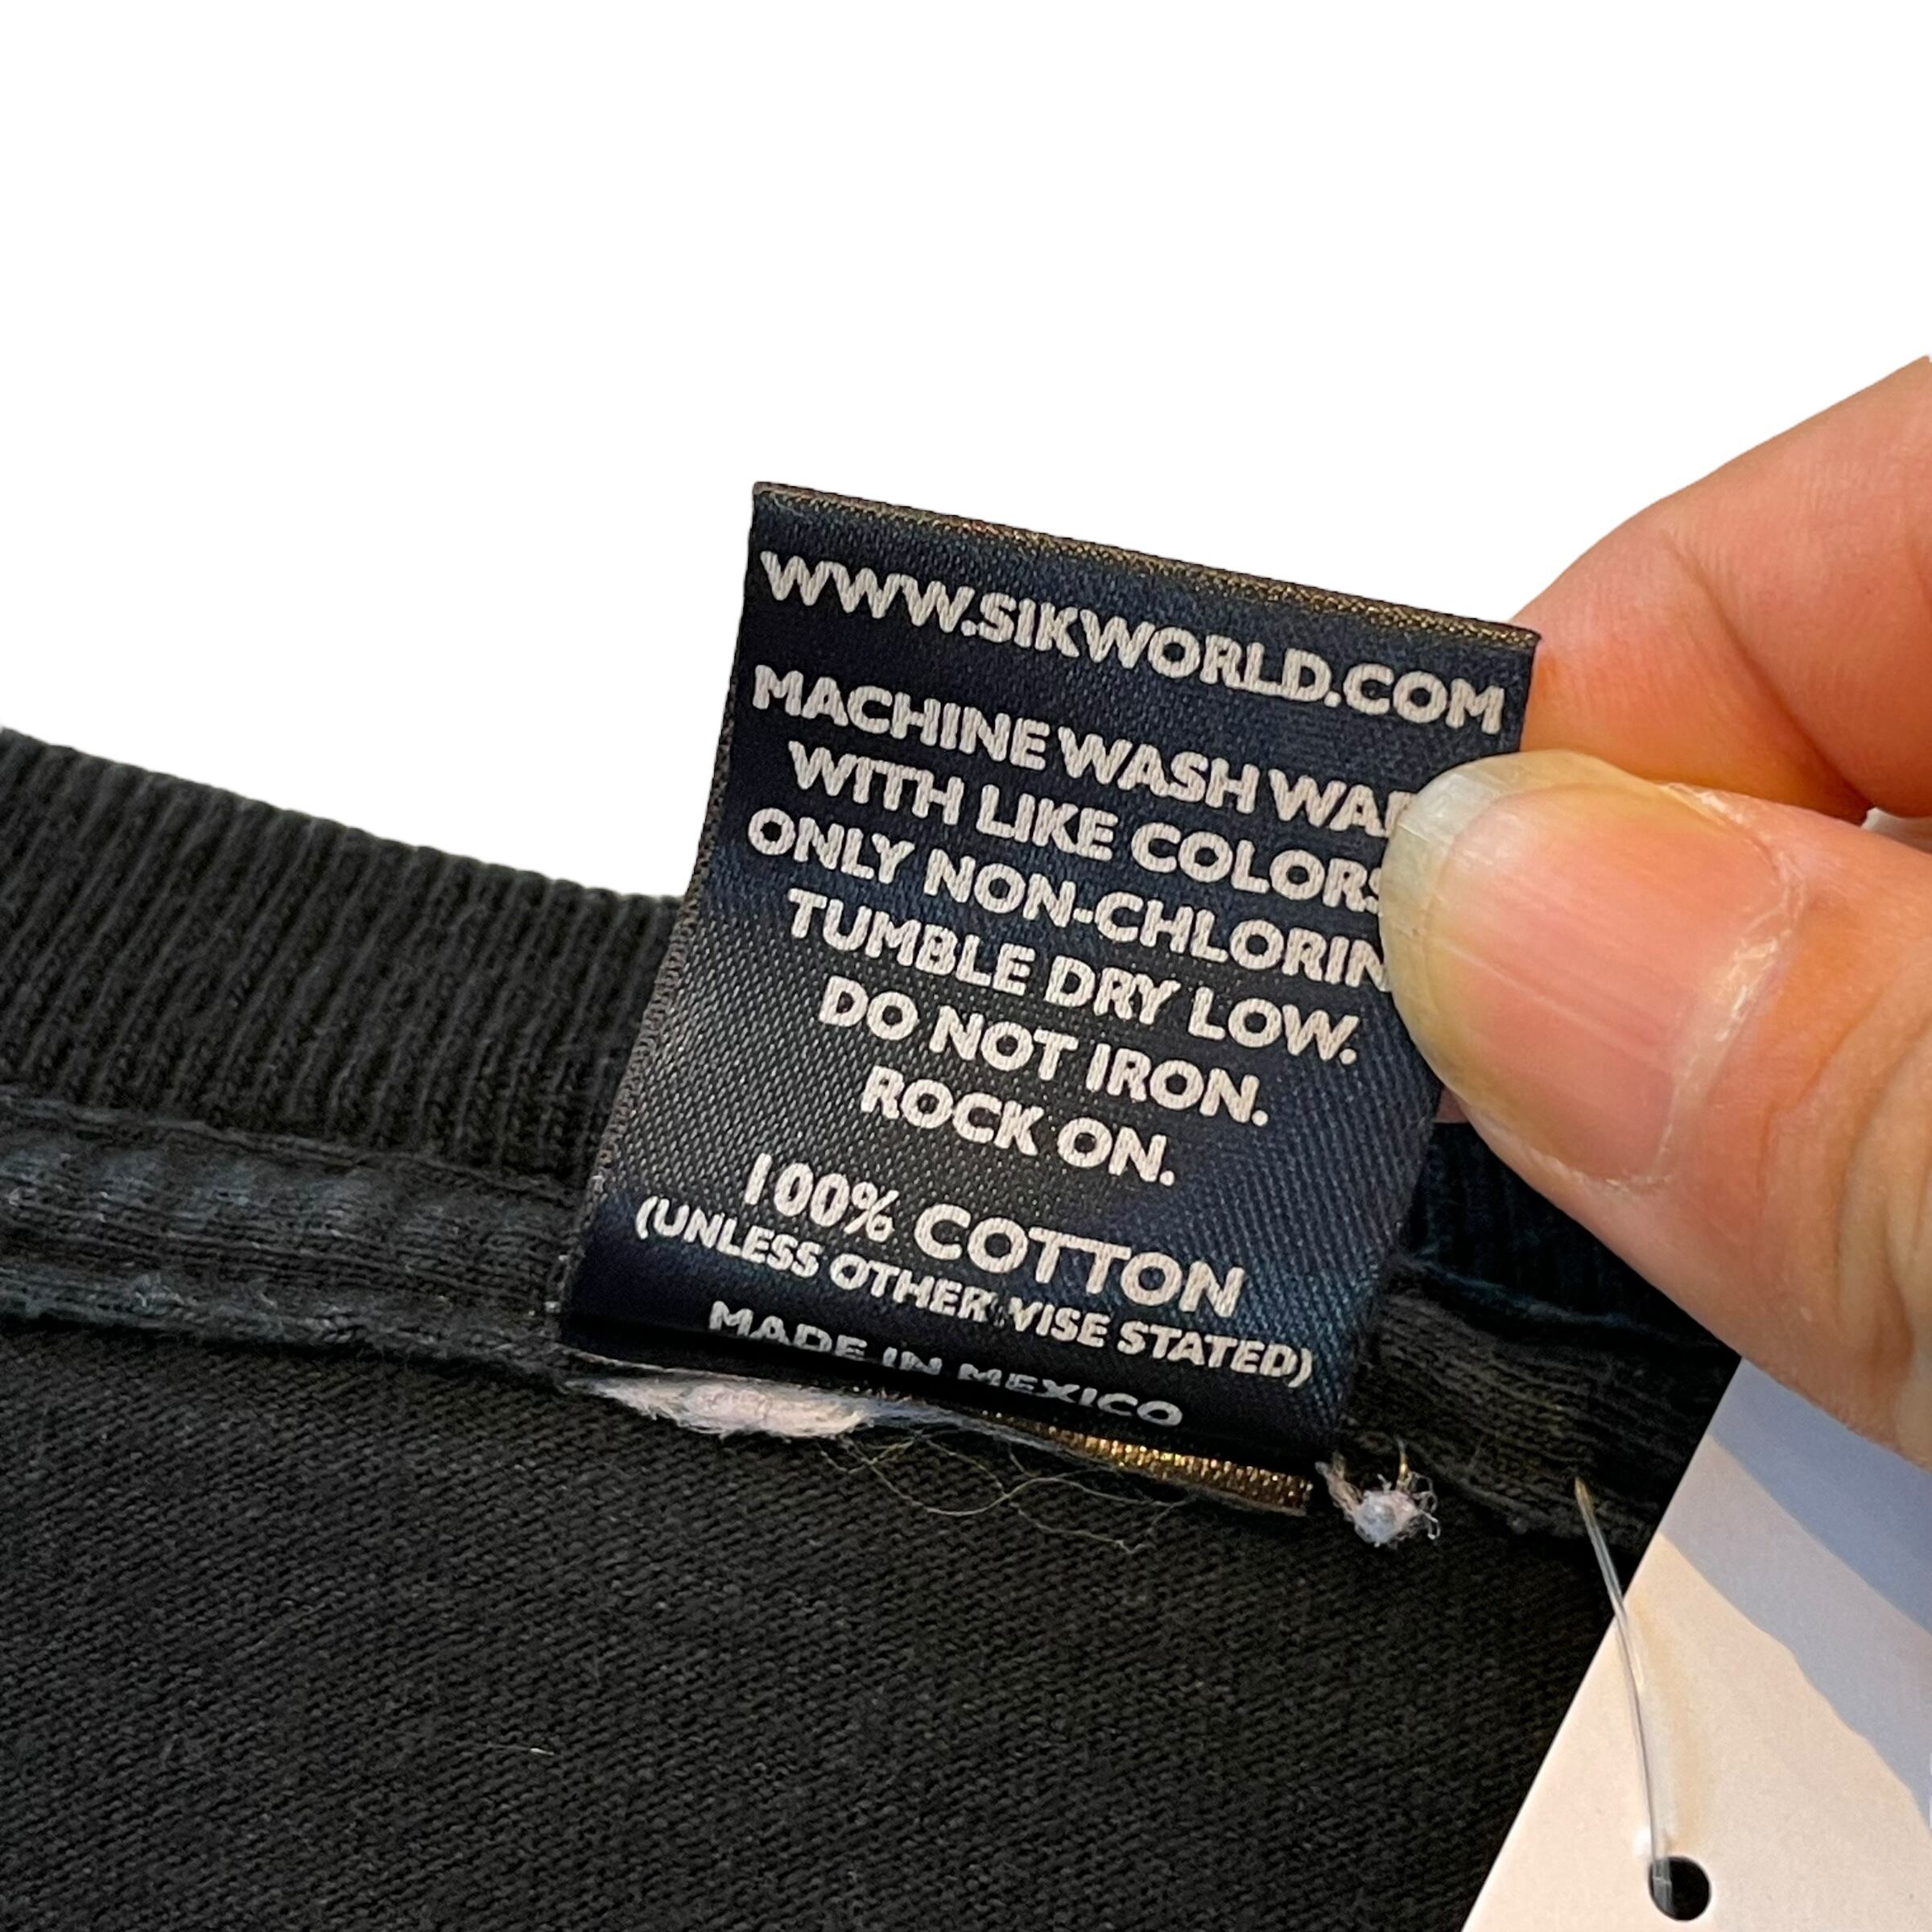 WWW.SIKWORLD.COM
MACHINE WASH
WITH LIKE COLORS
ONLY
TUMBLE DRY LOW.
DO NOT IRON.
ROCK ON.
100% COTTON
(UNLESS OTHERWISE STATED)
MADE IN MEXICO